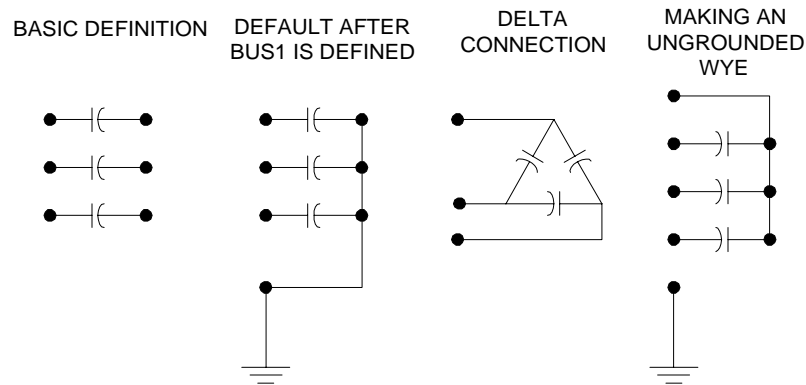 BASIC DEFINITION
DEFAULT AFTER
BUS1 IS DEFINED
DELTA
CONNECTION
MAKING AN
UNGROUNDED
WYE